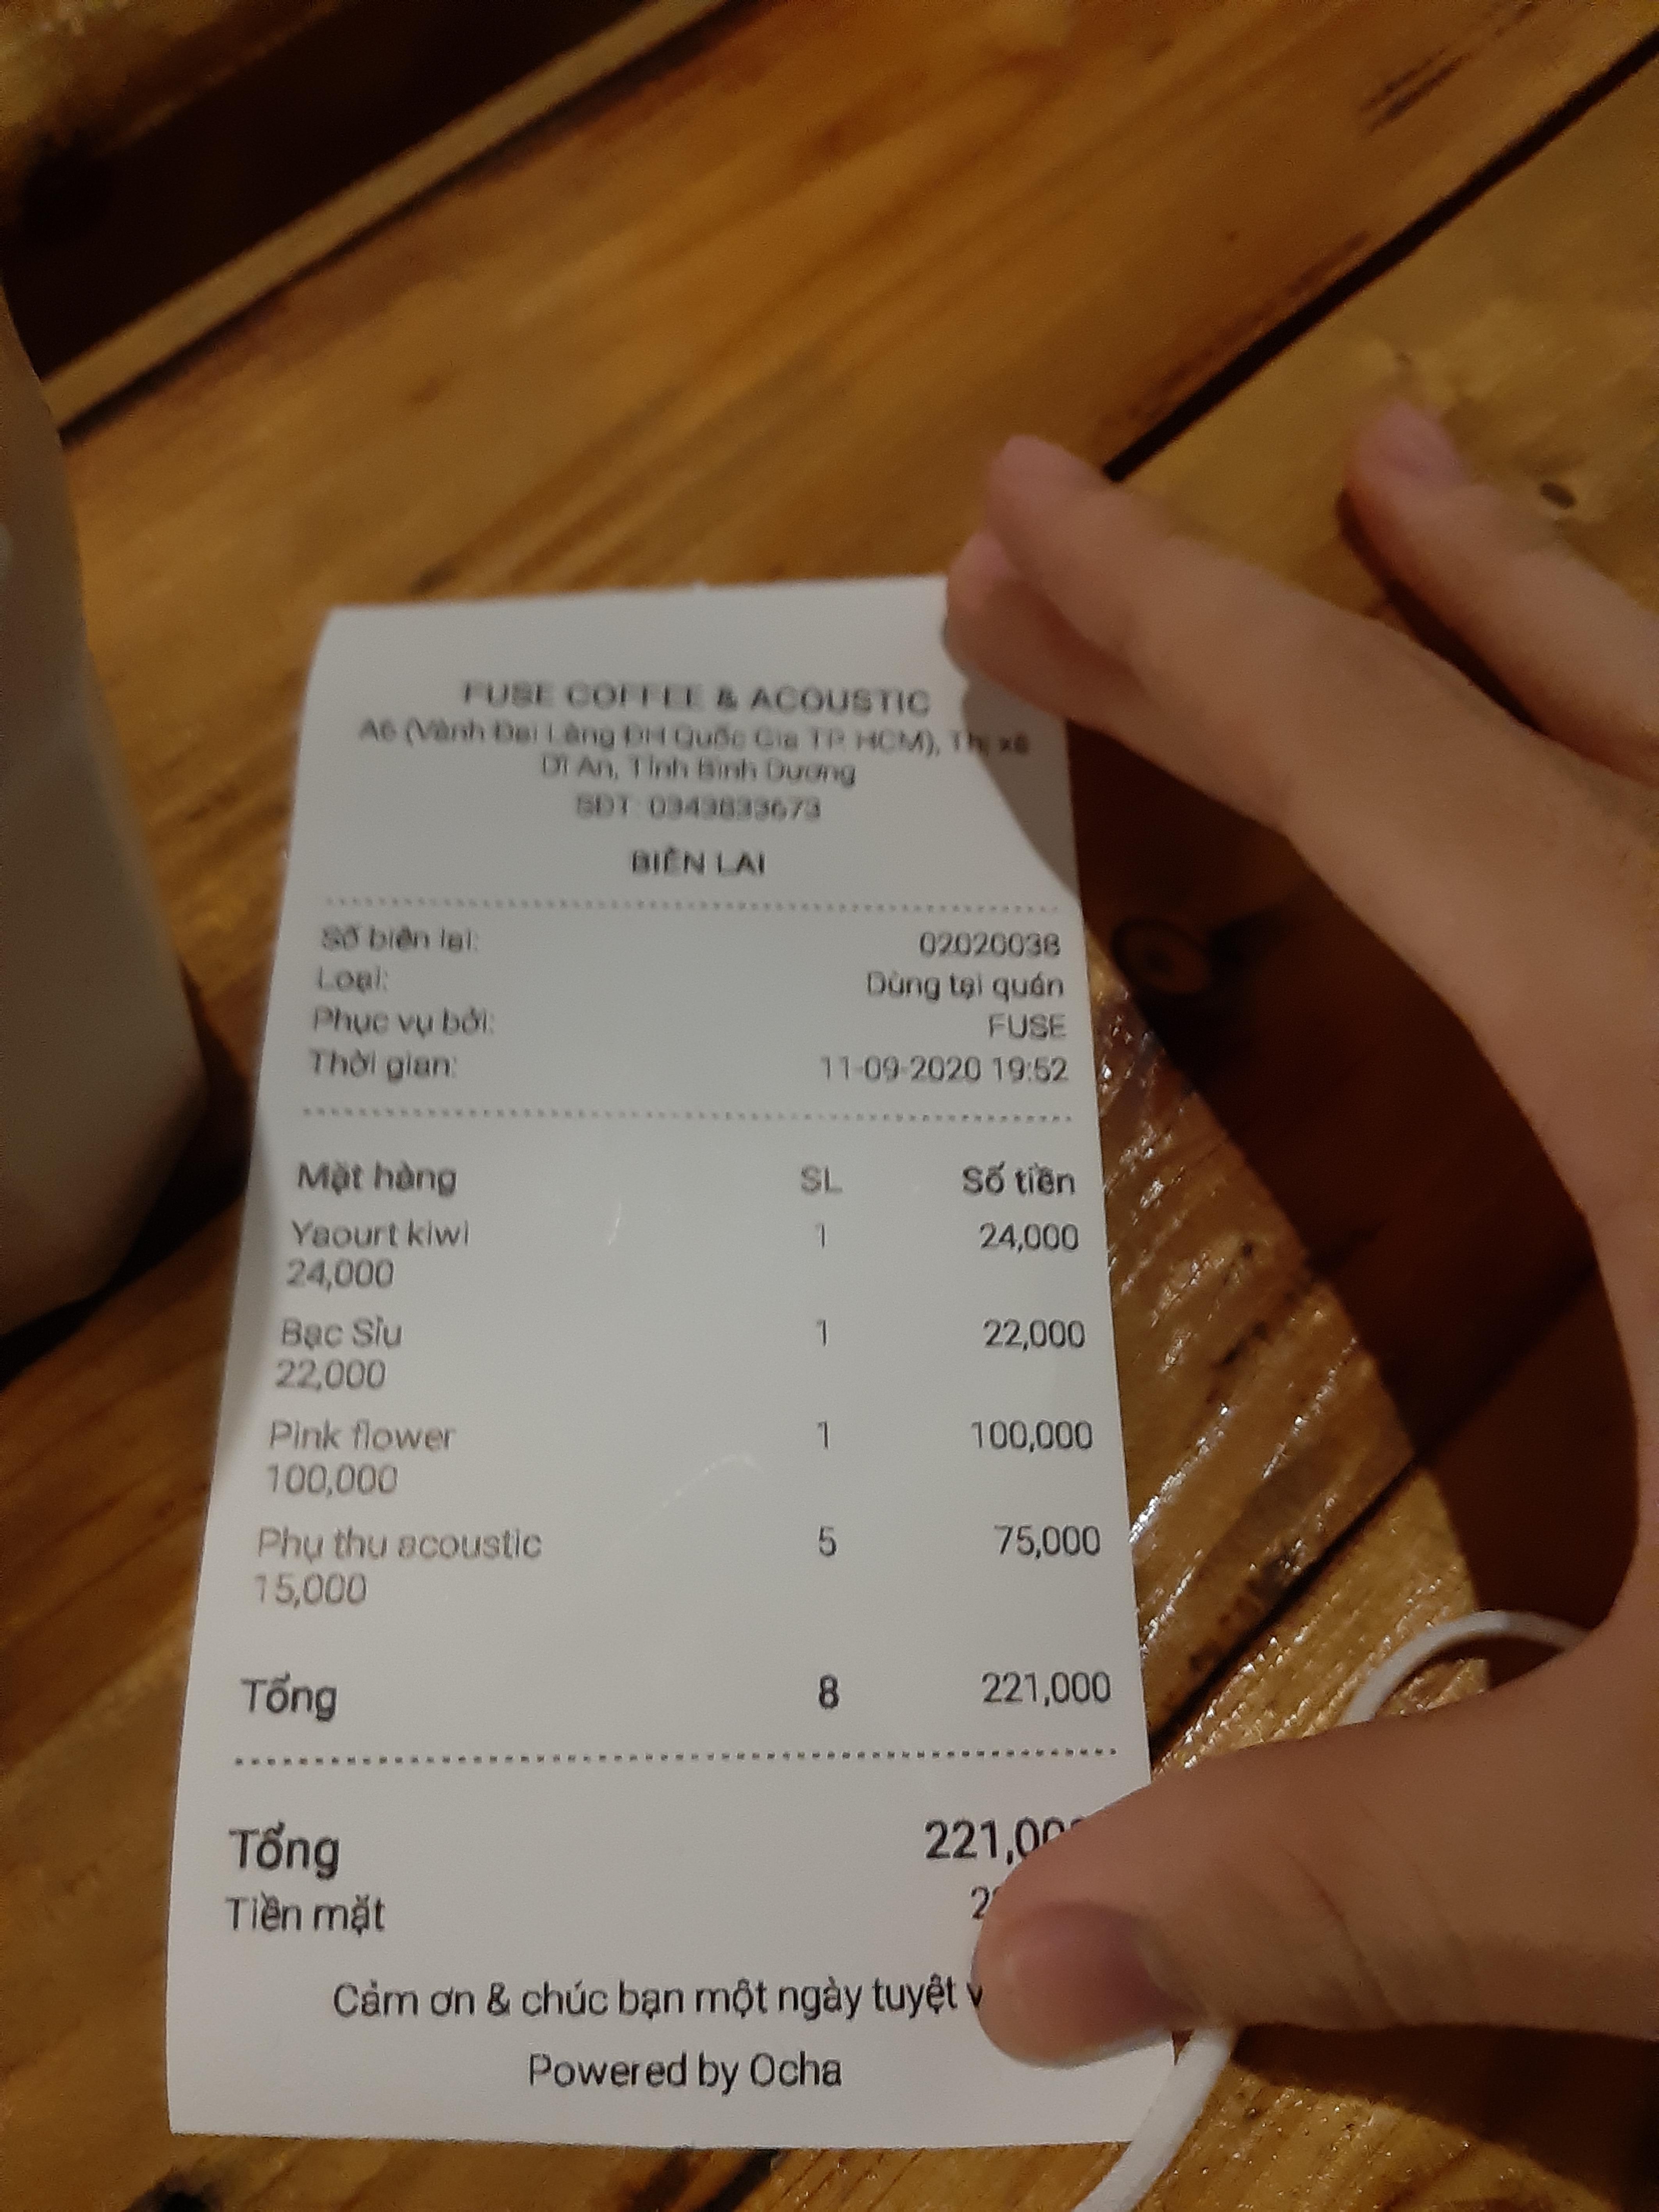 FUSE COFFEE & ACOUSTIC
A6 (Vành Đai Làng ĐH Quốc Gia TP. HCM), Thị xã
Dĩ An, Tỉnh Bình Dương
SĐT: 0343833673
BIÊN LAI
Số biên lai: 02020038
Loại: Dùng tại quán
Phục vụ bởi: FUSE
Thời gian: 11-09-2020 19:52
Mặt hàng SL Số tiền
Yaourt kiwi 1 24,000
24,000
Bạc Sỉu 1 22,000
22,000
Pink flower 1 100,000
100,000
Phụ thu acoustic 5 75,000
15,000
Tổng 8 221,000
Tổng 221,00
Tiền mặt
Cảm ơn & chúc bạn một ngày tuyệt v
Powered by Ocha